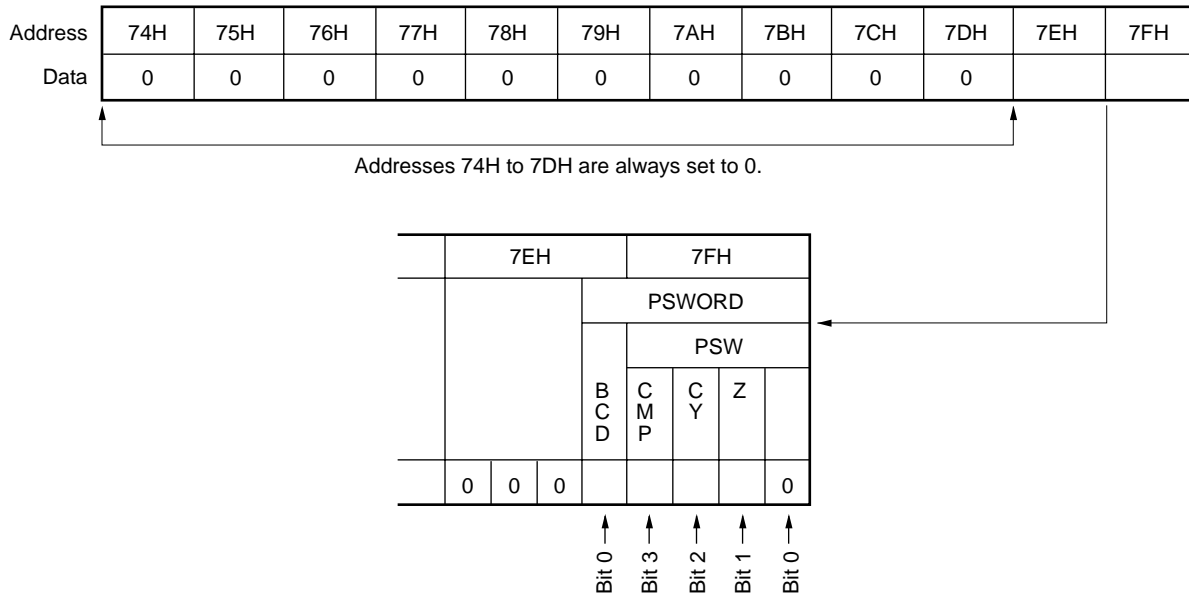 Address 74H 75H 76H 77H 78H 79H 7AH 7BH 7CH 7DH 7EH 7FH
Data 0 0 0 0 0 0 0 0 0 0
Addresses 74H to 7DH are always set to 0.
7EH 7FH
PSWORD
PSW
BCD CMP CY Z
0 0 0 0
Bit 0 Bit 3 Bit 2 Bit 1 Bit 0